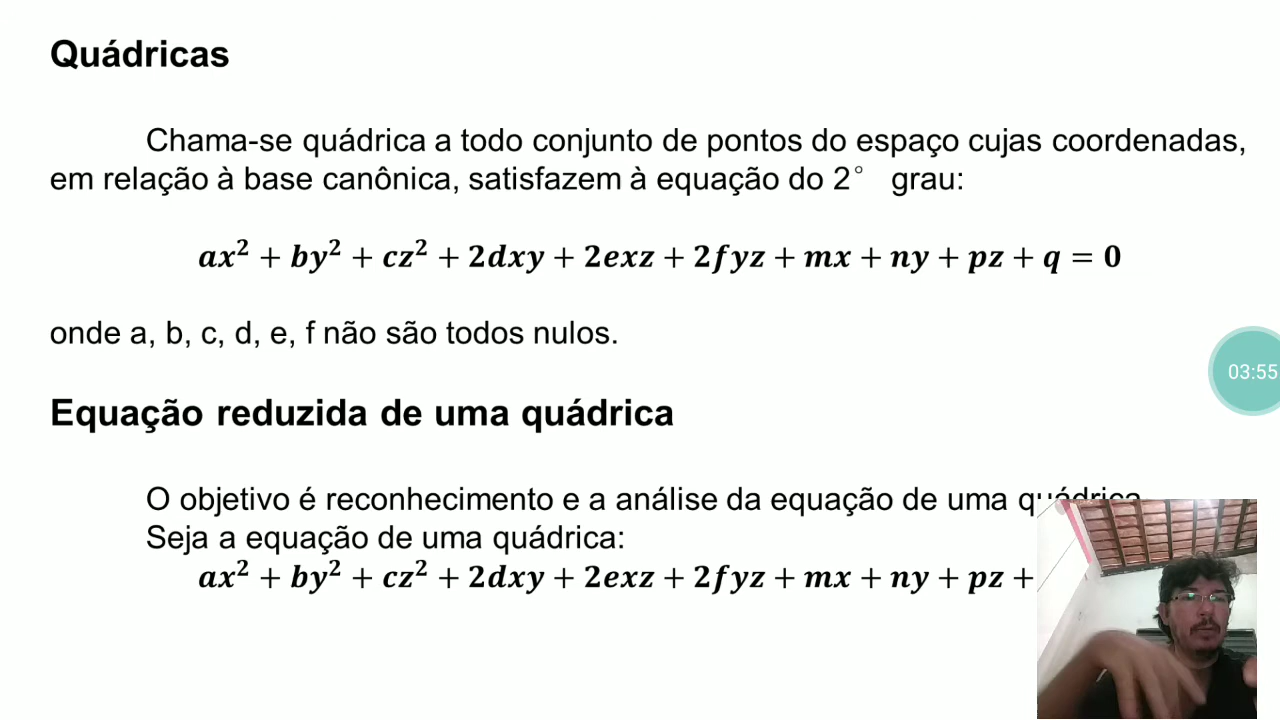 Quádricas
Chama-se quádrica a todo conjunto de pontos do espaço cujas coordenadas,
em relação à base canônica, satisfazem à equação do 2° grau:
ax² + by² + cz² + 2dxy + 2exz + 2fyz + mx + ny + pz + q = 0
onde a, b, c, d, e, f não são todos nulos.
03:55
Equação reduzida de uma quádrica
O objetivo é reconhecimento e a análise da equação de uma quádrica
Seja a equação de uma quádrica:
ax² + by² + cz² + 2dxy + 2exz + 2fyz + mx + ny + pz +